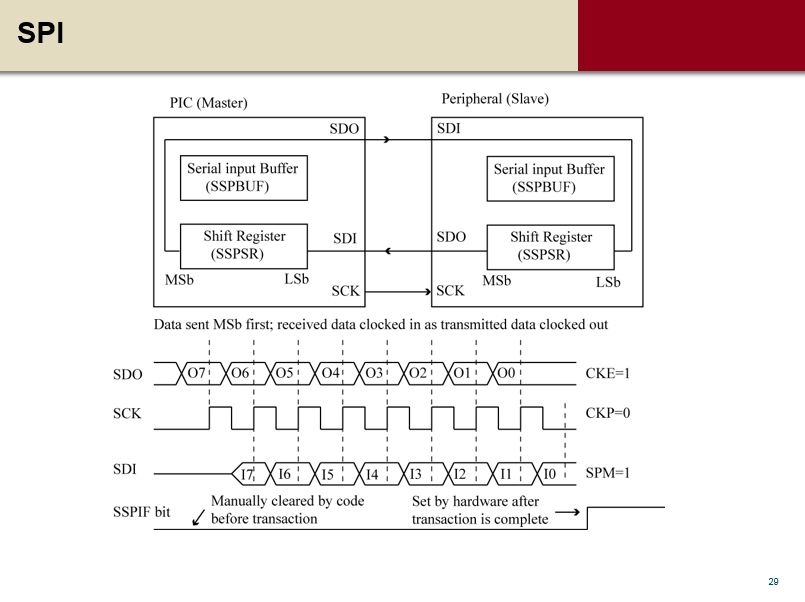 SPI
PIC (Master)
Peripheral (Slave)
SDO
SDI
Serial input Buffer
(SSPBUF)
Serial input Buffer
(SSPBUF)
Shift Register
(SSPSR)
SDI
SDO
Shift Register
(SSPSR)
MSb
LSb
SCK
SCK
MSb
LSb
Data sent MSb first; received data clocked in as transmitted data clocked out
SDO
O7
O6
O5
O4
O3
O2
O1
O0
CKE=1
SCK
CKP=0
SDI
I7
I6
I5
I4
I3
I2
I1
I0
SPM=1
SSPIF bit
Manually cleared by code
before transaction
Set by hardware after
transaction is complete
29